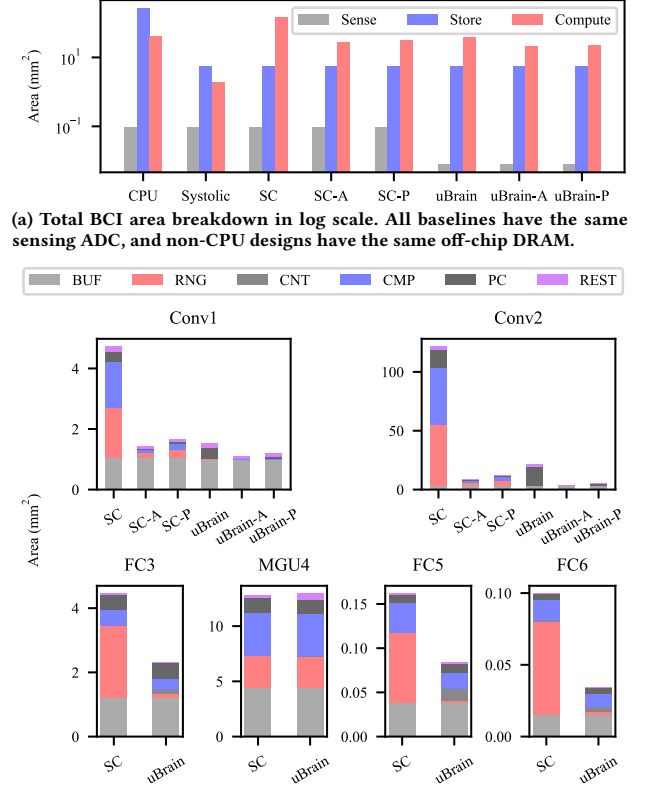 Sense Store Compute
Area (mm²)
10¹
10⁻¹
CPU Systolic SC SC-A SC-P uBrain uBrain-A uBrain-P
(a) Total BCI area breakdown in log scale. All baselines have the same
sensing ADC, and non-CPU designs have the same off-chip DRAM.
BUF RNG CNT CMP PC REST
Conv1 Conv2
4
2
0
100
50
0
SC SC-A SC-P uBrain uBrain-A uBrain-P
SC SC-A SC-P uBrain uBrain-A uBrain-P
Area (mm²)
FC3 MGU4 FC5 FC6
4
2
0
10
5
0
0.15
0.10
0.05
0.00
0.10
0.05
0.00
SC uBrain SC uBrain SC uBrain SC uBrain